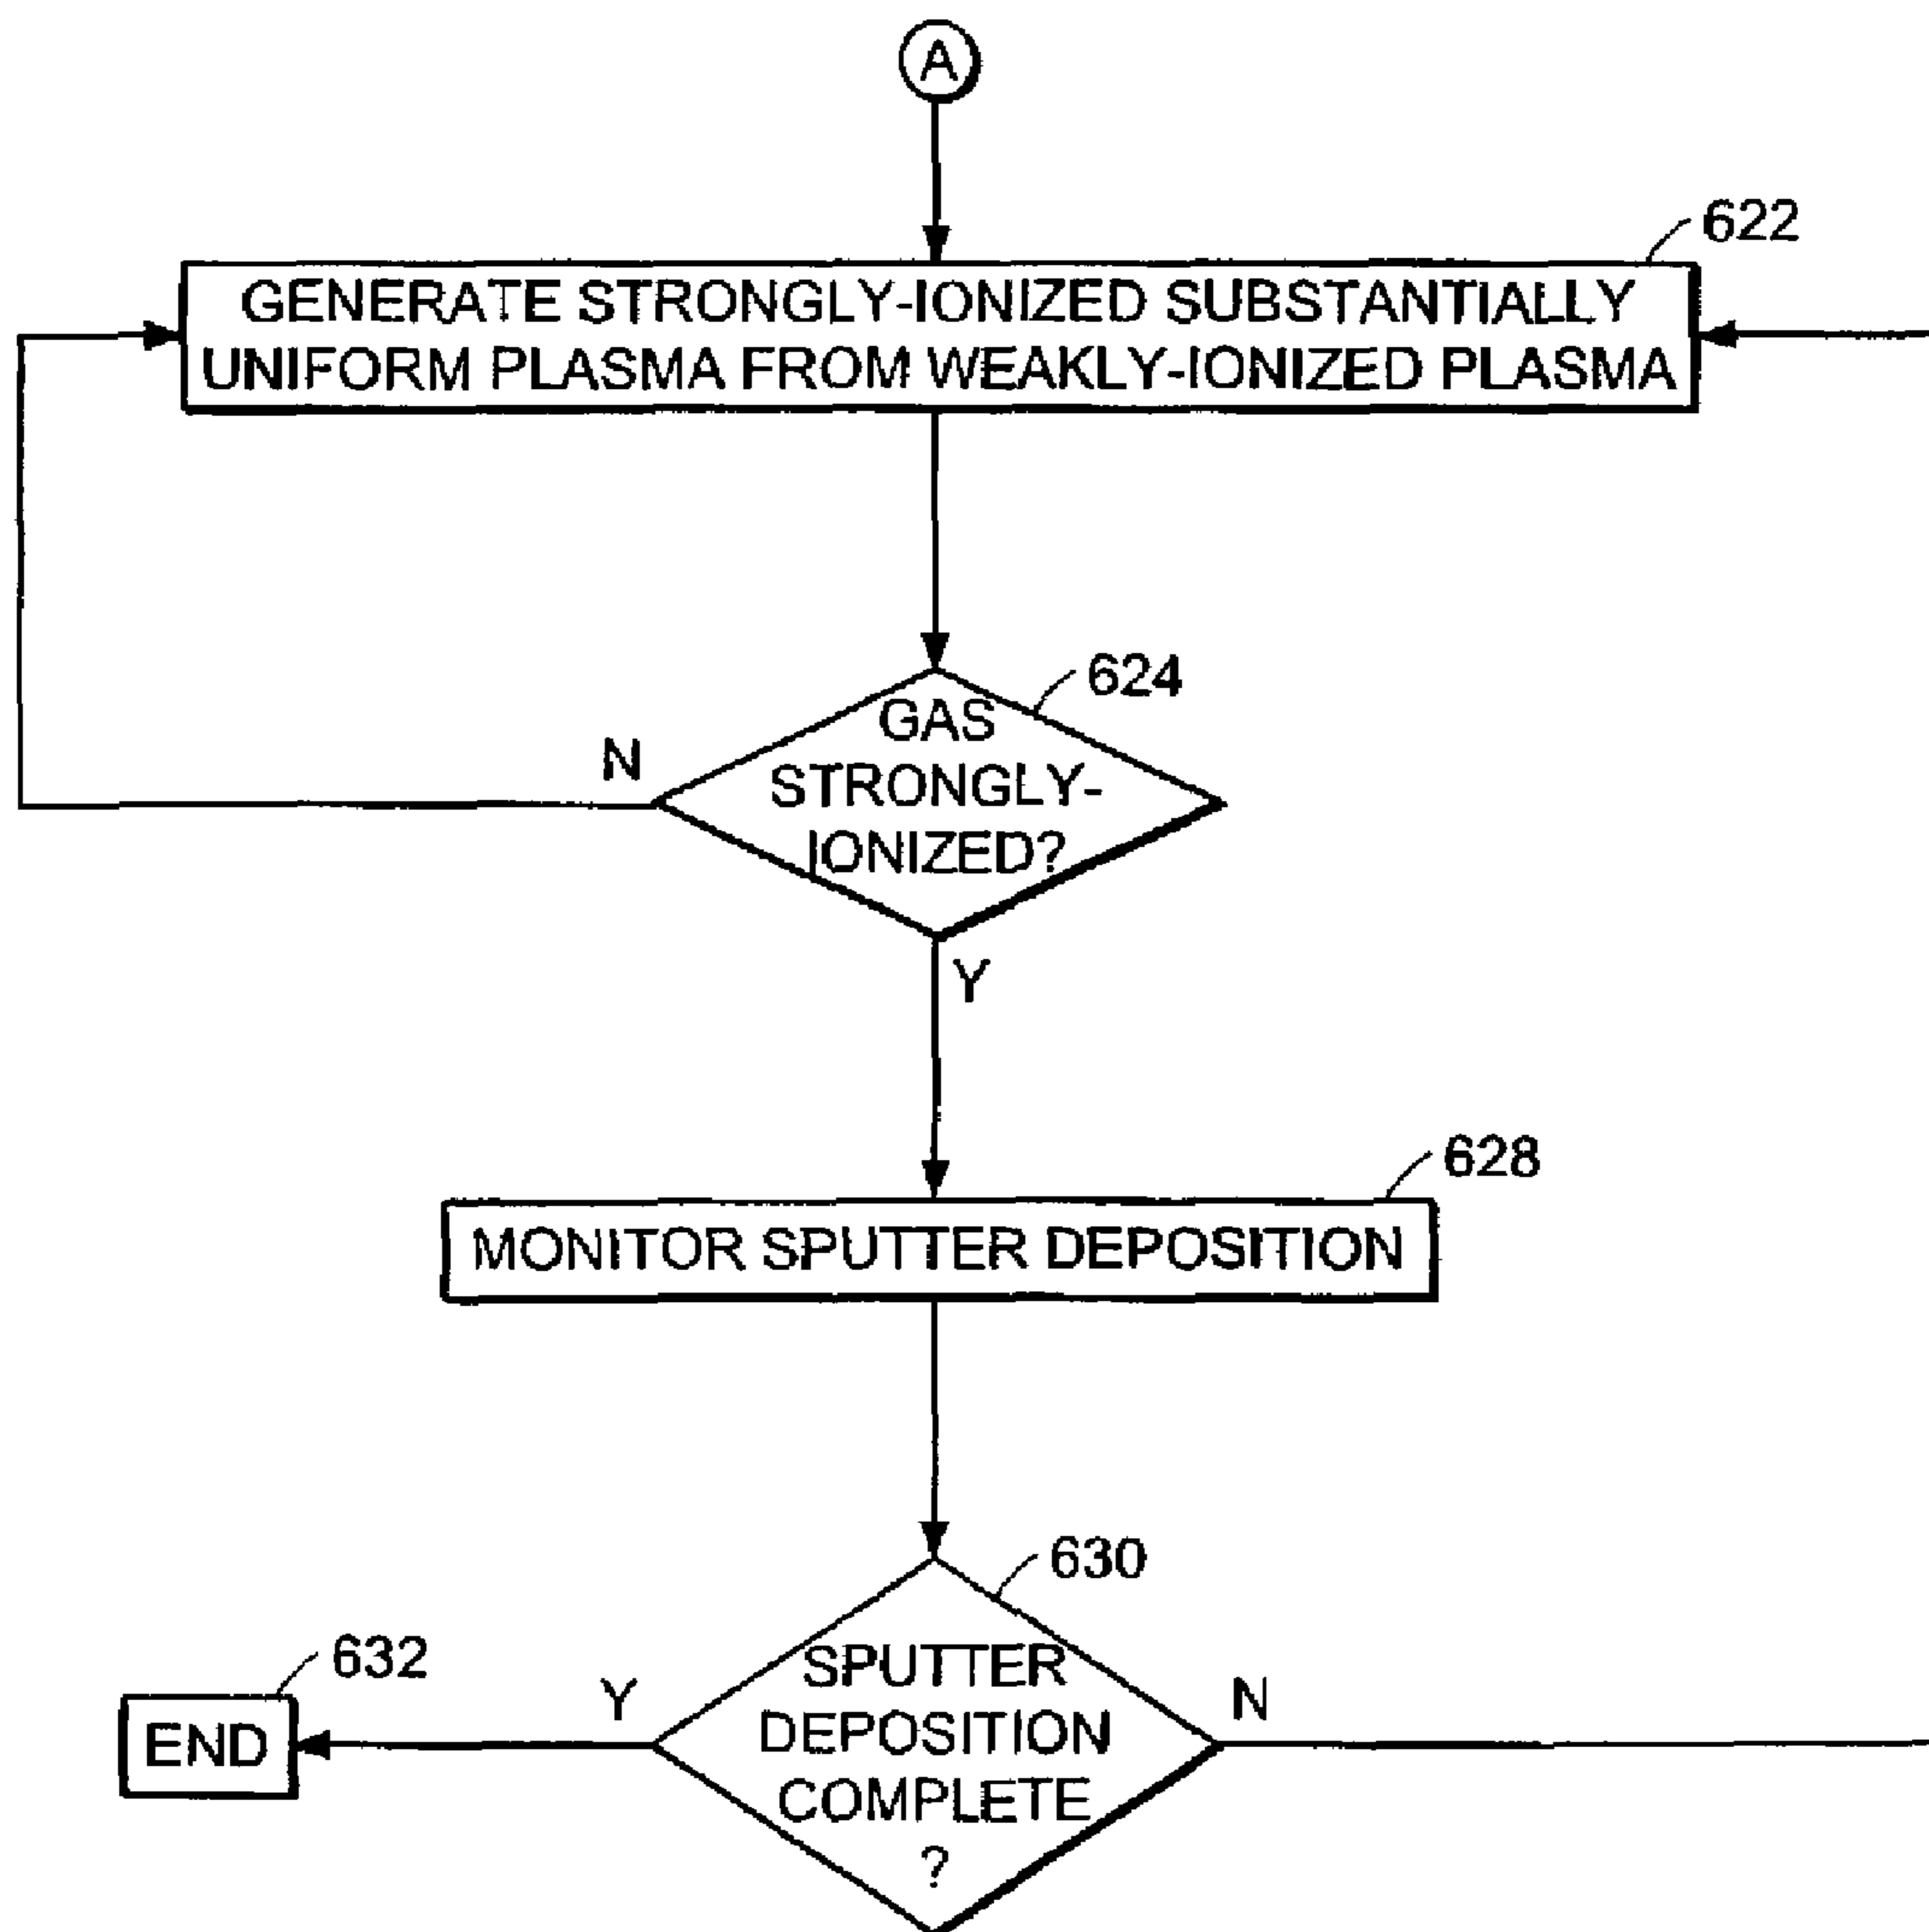 A
622
GENERATE STRONGLY-IONIZED SUBSTANTIALLY
UNIFORM PLASMA FROM WEAKLY-IONIZED PLASMA
624
GAS
STRONGLY-
IONIZED?
N
Y
628
MONITOR SPUTTER DEPOSITION
630
SPUTTER
DEPOSITION
COMPLETE
?
Y
N
632
END